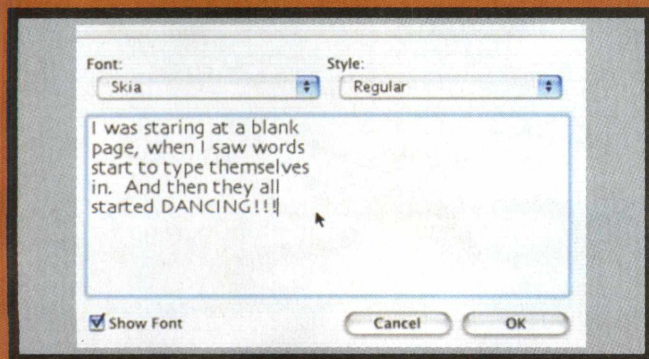 Font:    Style:
Skia    Regular
I was staring at a blank
page, when I saw words
start to type themselves
in.  And then they all
started DANCING!!!
Show Font    Cancel    OK